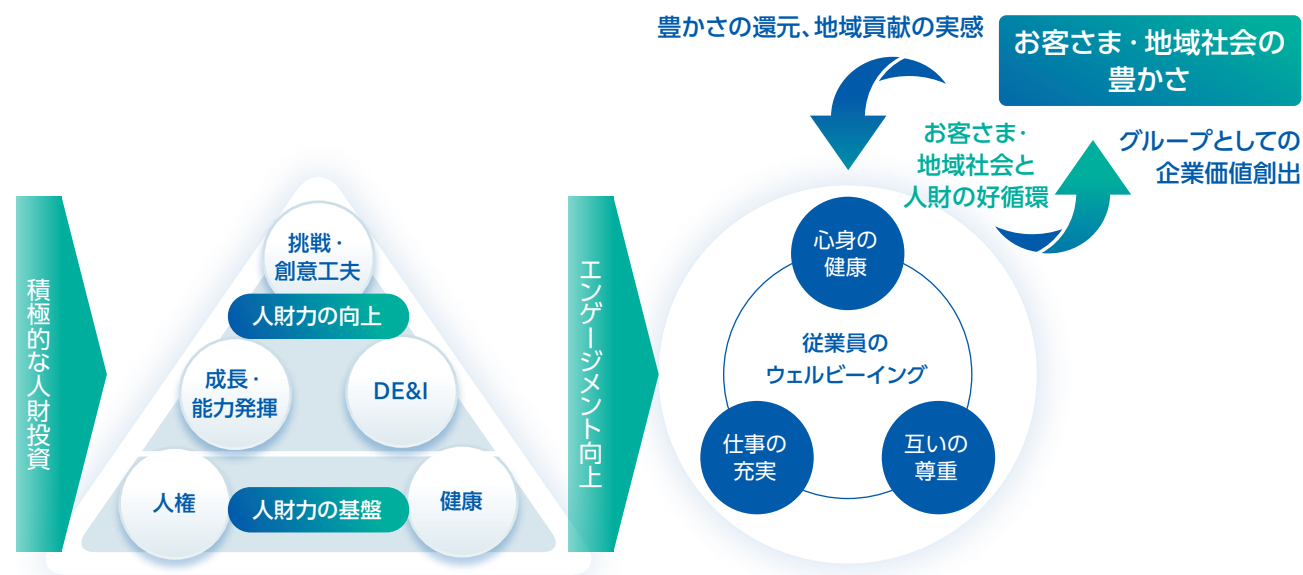 積極的な人財投資
挑戦・
創意工夫
人財力の向上
成長・
能力発揮
DE&I
人権
人財力の基盤
健康
エンゲージメント向上
豊かさの還元、地域貢献の実感
お客さま・地域社会の
豊かさ
お客さま・
地域社会と
人財の好循環
グループとしての
企業価値創出
心身の
健康
従業員の
ウェルビーイング
仕事の
充実
互いの
尊重